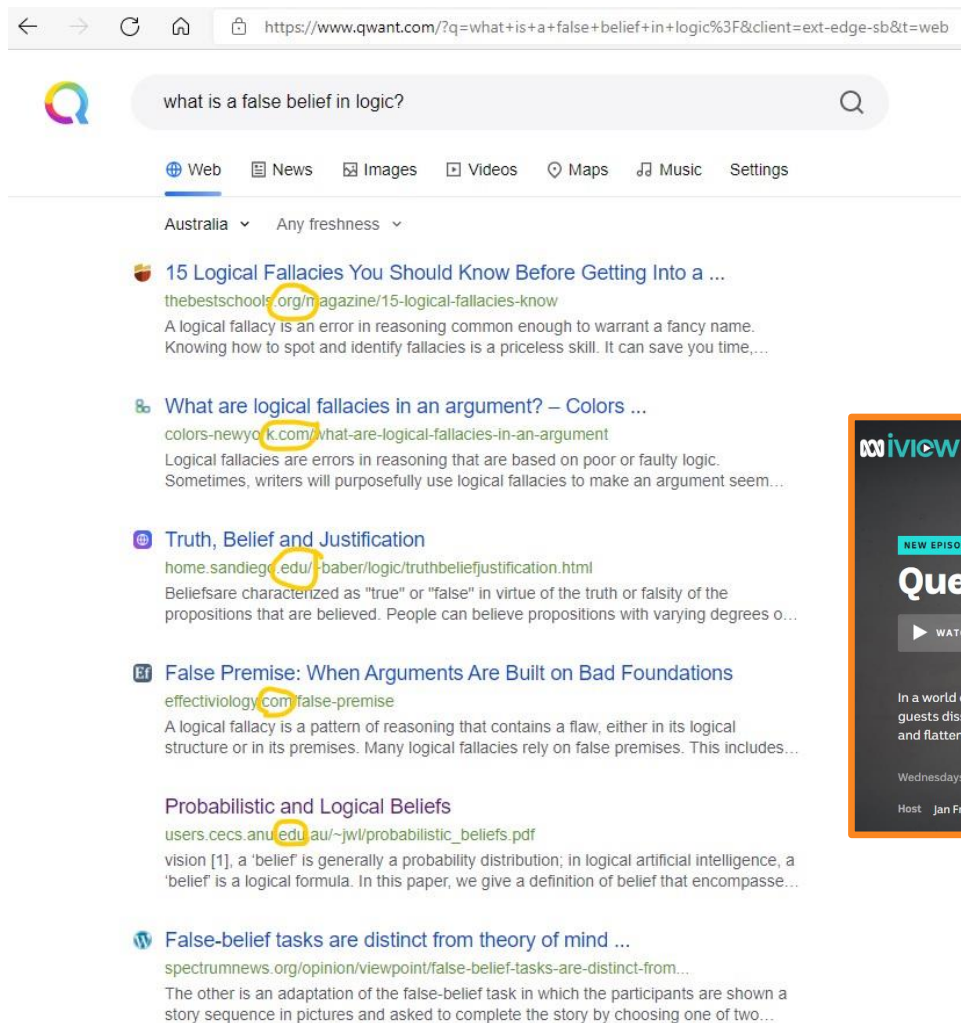 https://www.qwant.com/?q=what+is+a+false+belief+in+logic%3F&client=ext-edge-sb&t=web
what is a false belief in logic?
Web News Images Videos Maps Music Settings
Australia Any freshness
15 Logical Fallacies You Should Know Before Getting Into a ...
thebestschools.org/magazine/15-logical-fallacies-know
A logical fallacy is an error in reasoning common enough to warrant a fancy name.
Knowing how to spot and identify fallacies is a priceless skill. It can save you time,...
What are logical fallacies in an argument? – Colors ...
colors-newyork.com/what-are-logical-fallacies-in-an-argument
Logical fallacies are errors in reasoning that are based on poor or faulty logic.
Sometimes, writers will purposefully use logical fallacies to make an argument seem...
Truth, Belief and Justification
home.sandiego.edu/~baber/logic/truthbeliefjustification.html
Beliefsare characterized as "true" or "false" in virtue of the truth or falsity of the
propositions that are believed. People can believe propositions with varying degrees o...
False Premise: When Arguments Are Built on Bad Foundations
effectiviology.com/false-premise
A logical fallacy is a pattern of reasoning that contains a flaw, either in its logical
structure or in its premises. Many logical fallacies rely on false premises. This includes...
Probabilistic and Logical Beliefs
users.cecs.anu.edu.au/~jwl/probabilistic_beliefs.pdf
vision [1], a 'belief' is generally a probability distribution; in logical artificial intelligence, a
'belief' is a logical formula. In this paper, we give a definition of belief that encompasse...
False-belief tasks are distinct from theory of mind ...
spectrumnews.org/opinion/viewpoint/false-belief-tasks-are-distinct-from...
The other is an adaptation of the false-belief task in which the participants are shown a
story sequence in pictures and asked to complete the story by choosing one of two...
iview
NEW EPISO
Que
WAT
In a world
guests dis
and flatter
Wednesdays
Host Jan Fr